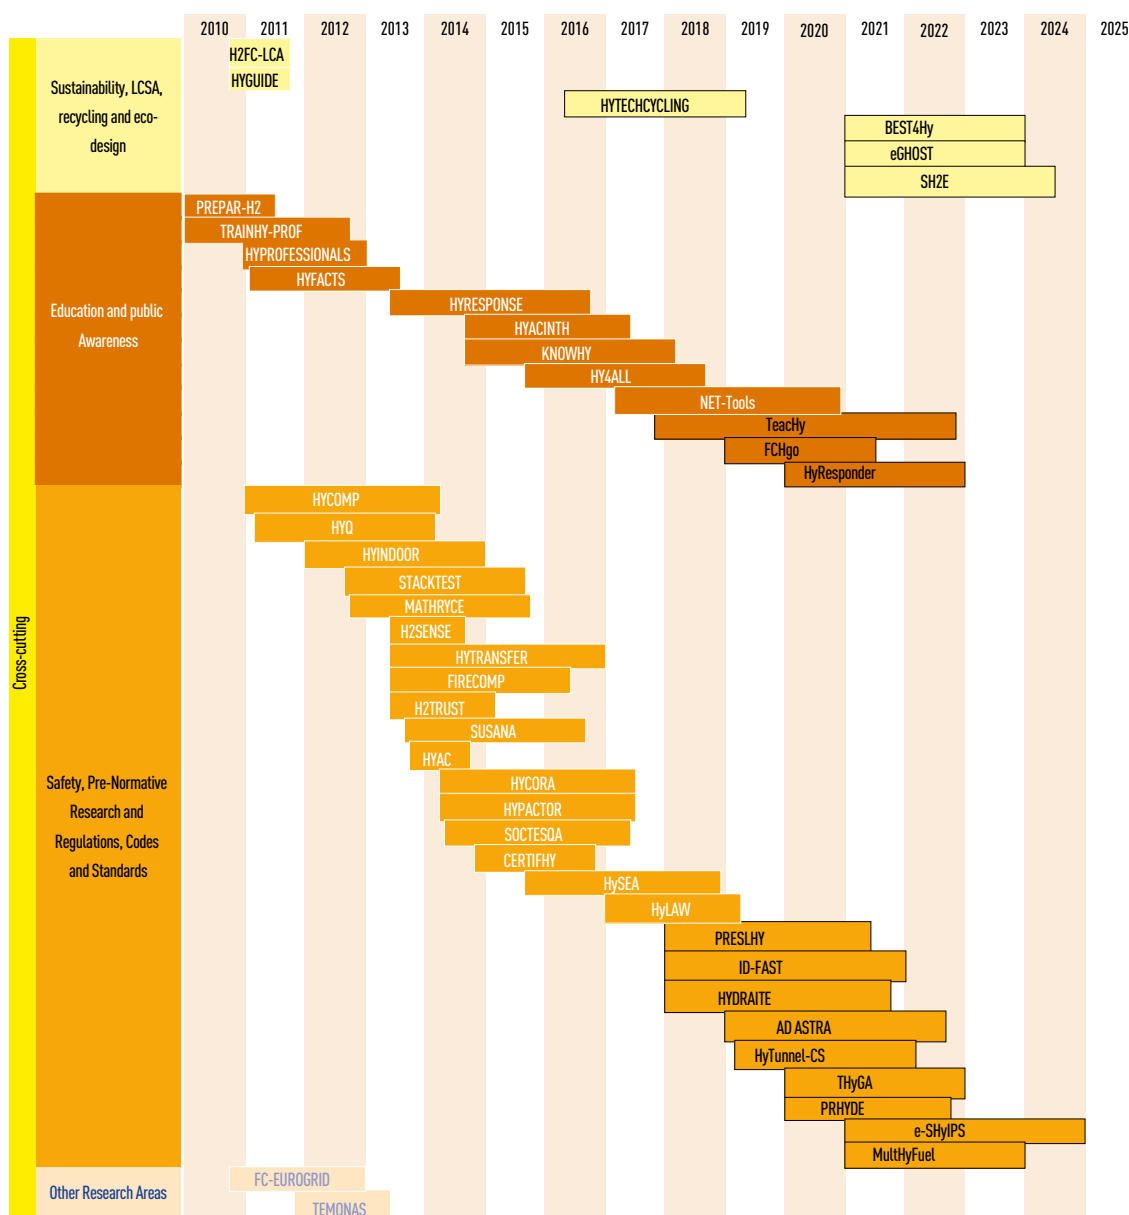 2010 2011 2012 2013 2014 2015 2016 2017 2018 2019 2020 2021 2022 2023 2024 2025
Cross-cutting
Sustainability, LCSA,
recycling and eco-
design
H2FC-LCA
HYGUIDE
HYTECHCYCLING
BEST4Hy
eGHOST
SH2E
Education and public
Awareness
PREPAR-H2
TRAINHY-PROF
HYPROFESSIONALS
HYFACTS
HYRESPONSE
HYACINTH
KNOWHY
HY4ALL
NET-Tools
TeacHy
FCHgo
HyResponder
Safety, Pre-Normative
Research and
Regulations, Codes
and Standards
HYCOMP
HYQ
HYINDOOR
STACKTEST
MATHRYCE
H2SENSE
HYTRANSFER
FIRECOMP
H2TRUST
SUSANA
HYAC
HYCORA
HYPACTOR
SOCTESQA
CERTIFHY
HySEA
HyLAW
PRESLHY
ID-FAST
HYDRAITE
AD ASTRA
HyTunnel-CS
THyGA
PRHYDE
e-SHyIPS
MultHyFuel
Other Research Areas
FC-EUROGRID
TEMONAS